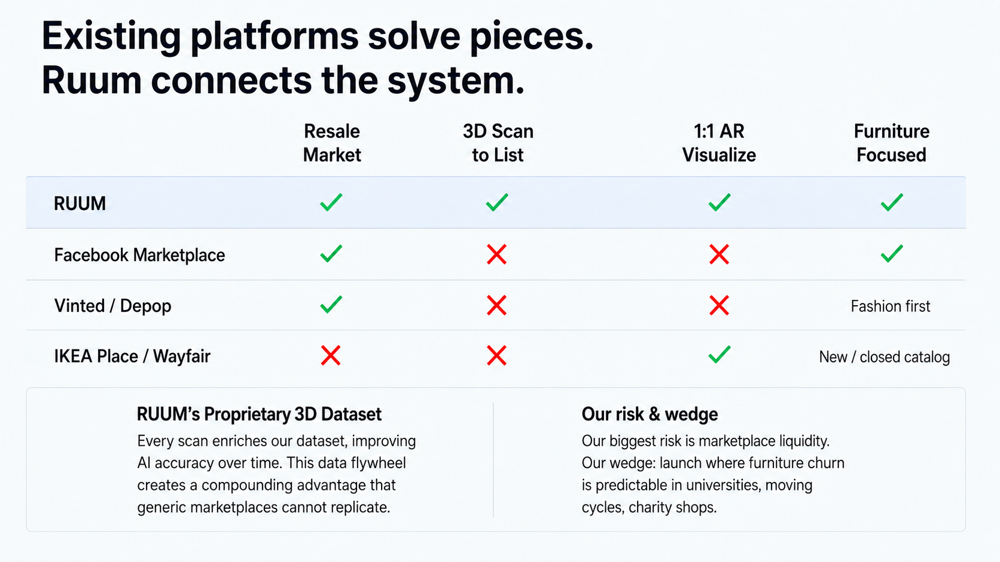 Existing platforms solve pieces.
Ruum connects the system.
Resale Market
3D Scan to List
1:1 AR Visualize
Furniture Focused
RUUM
Facebook Marketplace
Vinted / Depop
Fashion first
IKEA Place / Wayfair
New / closed catalog
RUUM’s Proprietary 3D Dataset
Every scan enriches our dataset, improving
AI accuracy over time. This data flywheel
creates a compounding advantage that
generic marketplaces cannot replicate.
Our risk & wedge
Our biggest risk is marketplace liquidity.
Our wedge: launch where furniture churn
is predictable in universities, moving
cycles, charity shops.